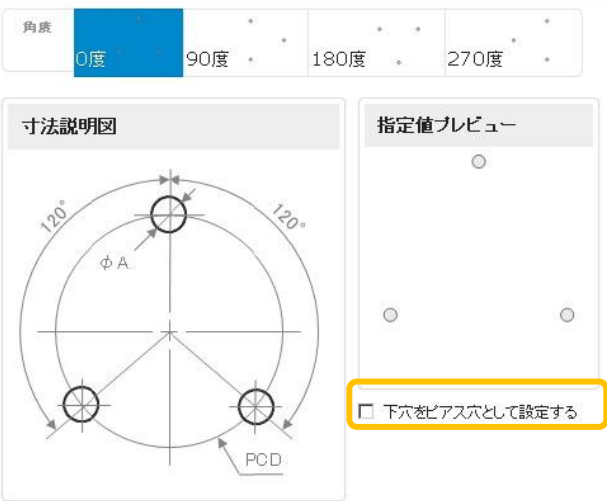 角度
0度
90度
180度
270度
寸法説明図
指定値プレビュー
120°
120°
φA
PCD
下穴をピアス穴として設定する